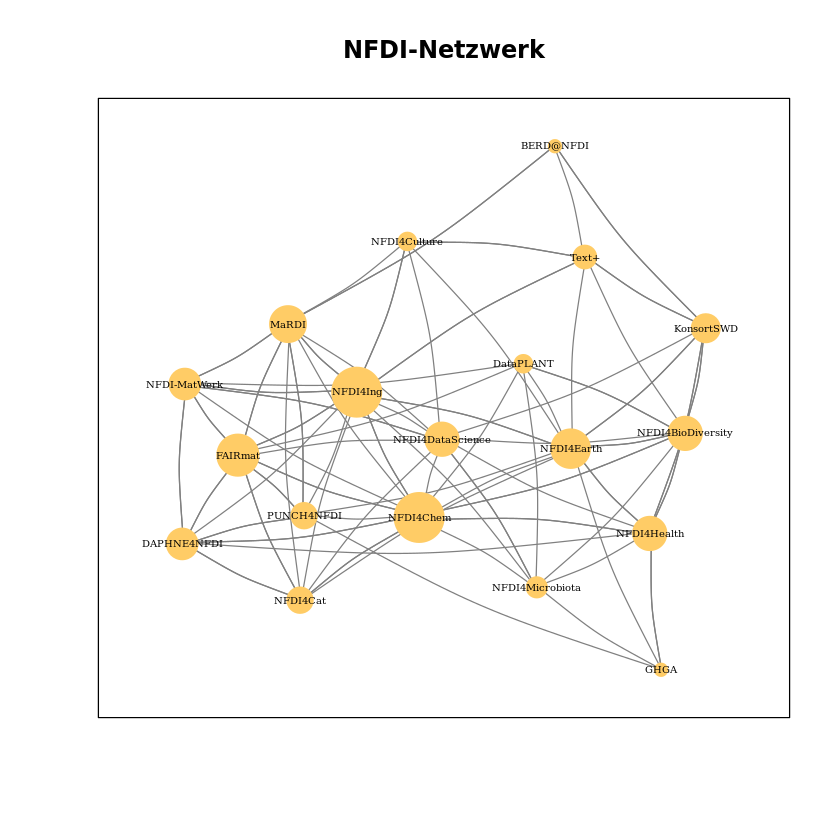 NFDI-Netzwerk
BERD@NFDI
NFDI4Culture
Text+
MaRDI
KonsortSWD
DataPLANT
NFDI-MatWerk
NFDI4Ing
NFDI4BioDiversity
NFDI4DataScience
NFDI4Earth
FAIRmat
PUNCH4NFDI
NFDI4Chem
NFDI4Health
DAPHNE4NFDI
NFDI4Microbiota
NFDI4Cat
GHGA